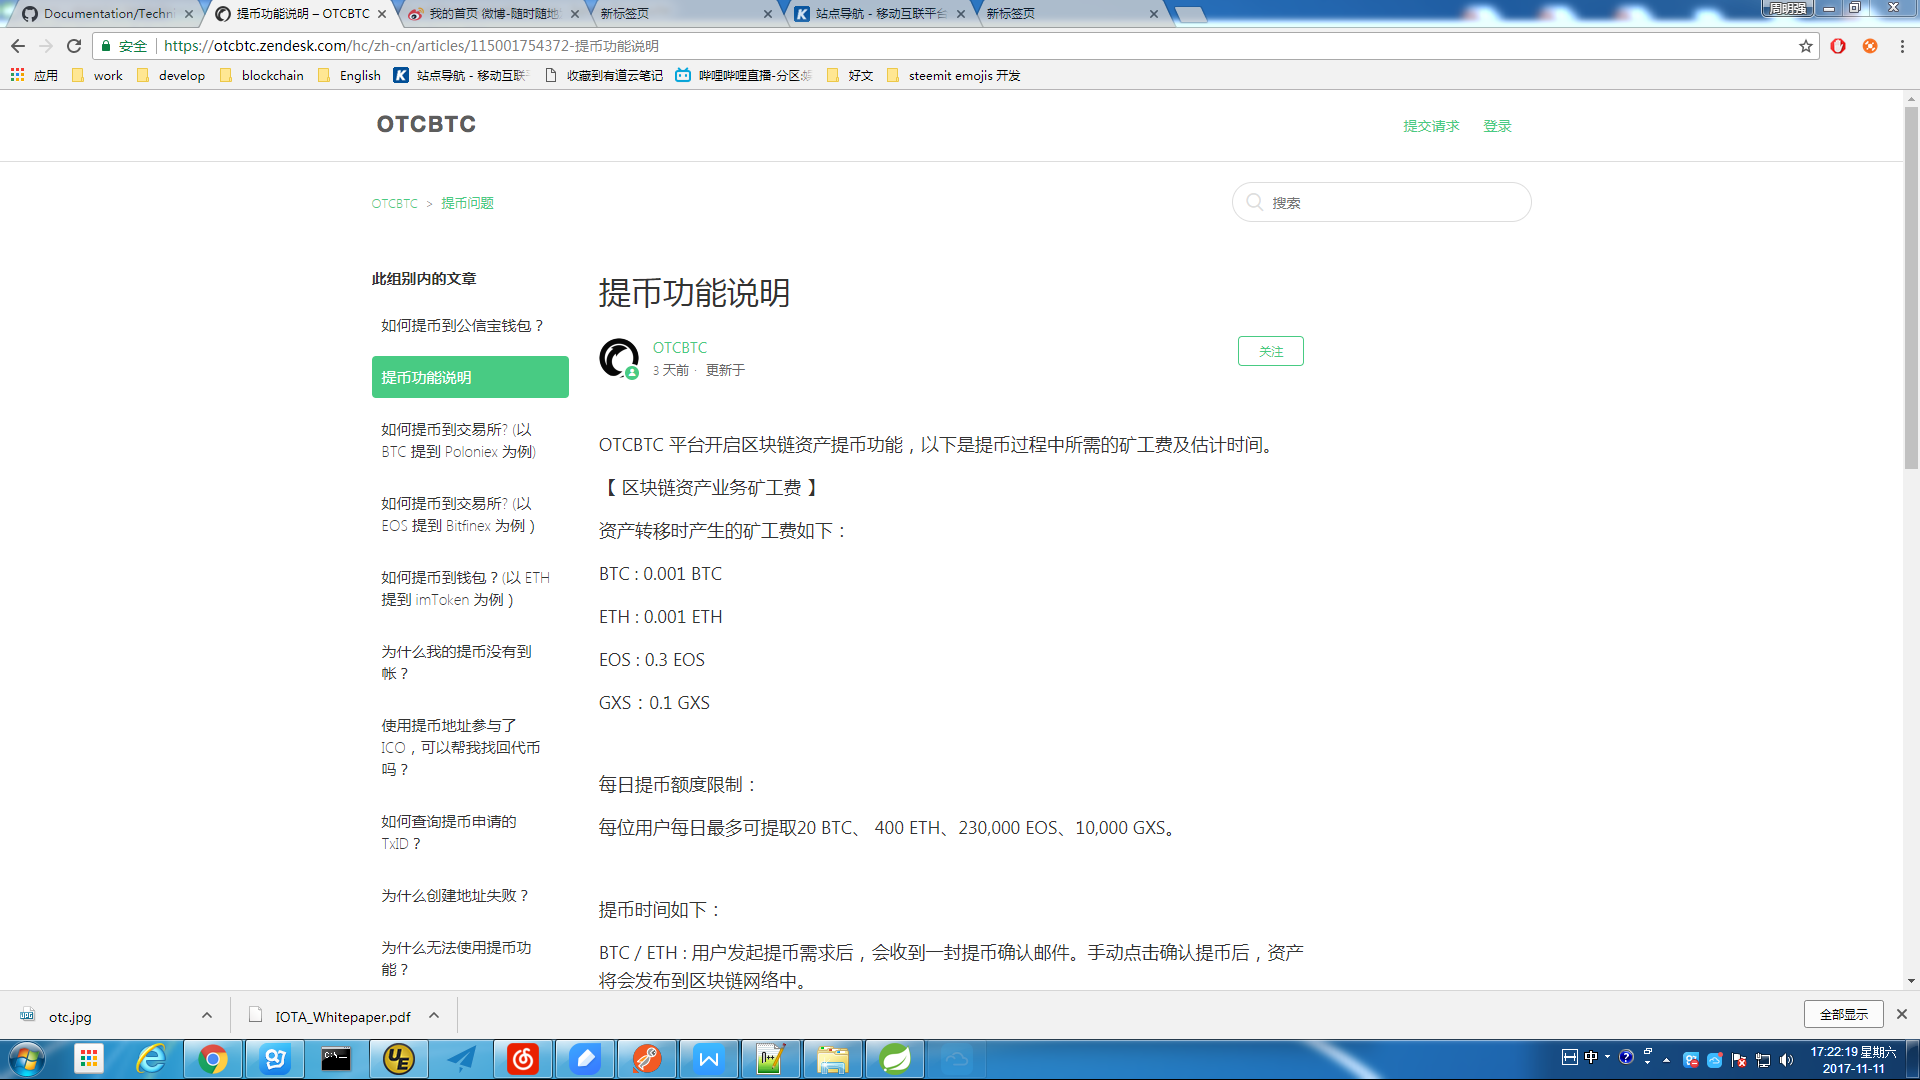 Documentation/Techni
提币功能说明 – OTCBTC
我的首页 微博-随时随地
新标签页
站点导航 - 移动互联平台
新标签页
周明强
安全
https://otcbtc.zendesk.com/hc/zh-cn/articles/115001754372-提币功能说明
应用
work
develop
blockchain
English
站点导航 - 移动互联
收藏到有道云笔记
哔哩哔哩直播-分区:
好文
steemit emojis 开发
OTCBTC
提交请求
登录
OTCBTC > 提币问题
搜索
此组别内的文章
如何提币到公信宝钱包？
提币功能说明
如何提币到交易所? (以
BTC 提到 Poloniex 为例)
如何提币到交易所? (以
EOS 提到 Bitfinex 为例）
如何提币到钱包？(以 ETH
提到 imToken 为例）
为什么我的提币没有到
帐？
使用提币地址参与了
ICO，可以帮我找回代币
吗？
如何查询提币申请的
TxID？
为什么创建地址失败？
为什么无法使用提币功
能？
提币功能说明
OTCBTC
3 天前 · 更新于
关注
OTCBTC 平台开启区块链资产提币功能，以下是提币过程中所需的矿工费及估计时间。
【 区块链资产业务矿工费 】
资产转移时产生的矿工费如下：
BTC : 0.001 BTC
ETH : 0.001 ETH
EOS : 0.3 EOS
GXS：0.1 GXS
每日提币额度限制：
每位用户每日最多可提取20 BTC、 400 ETH、230,000 EOS、10,000 GXS。
提币时间如下：
BTC / ETH : 用户发起提币需求后，会收到一封提币确认邮件。手动点击确认提币后，资产
将会发布到区块链网络中。
otc.jpg
IOTA_Whitepaper.pdf
全部显示
中
17:22:19 星期六
2017-11-11